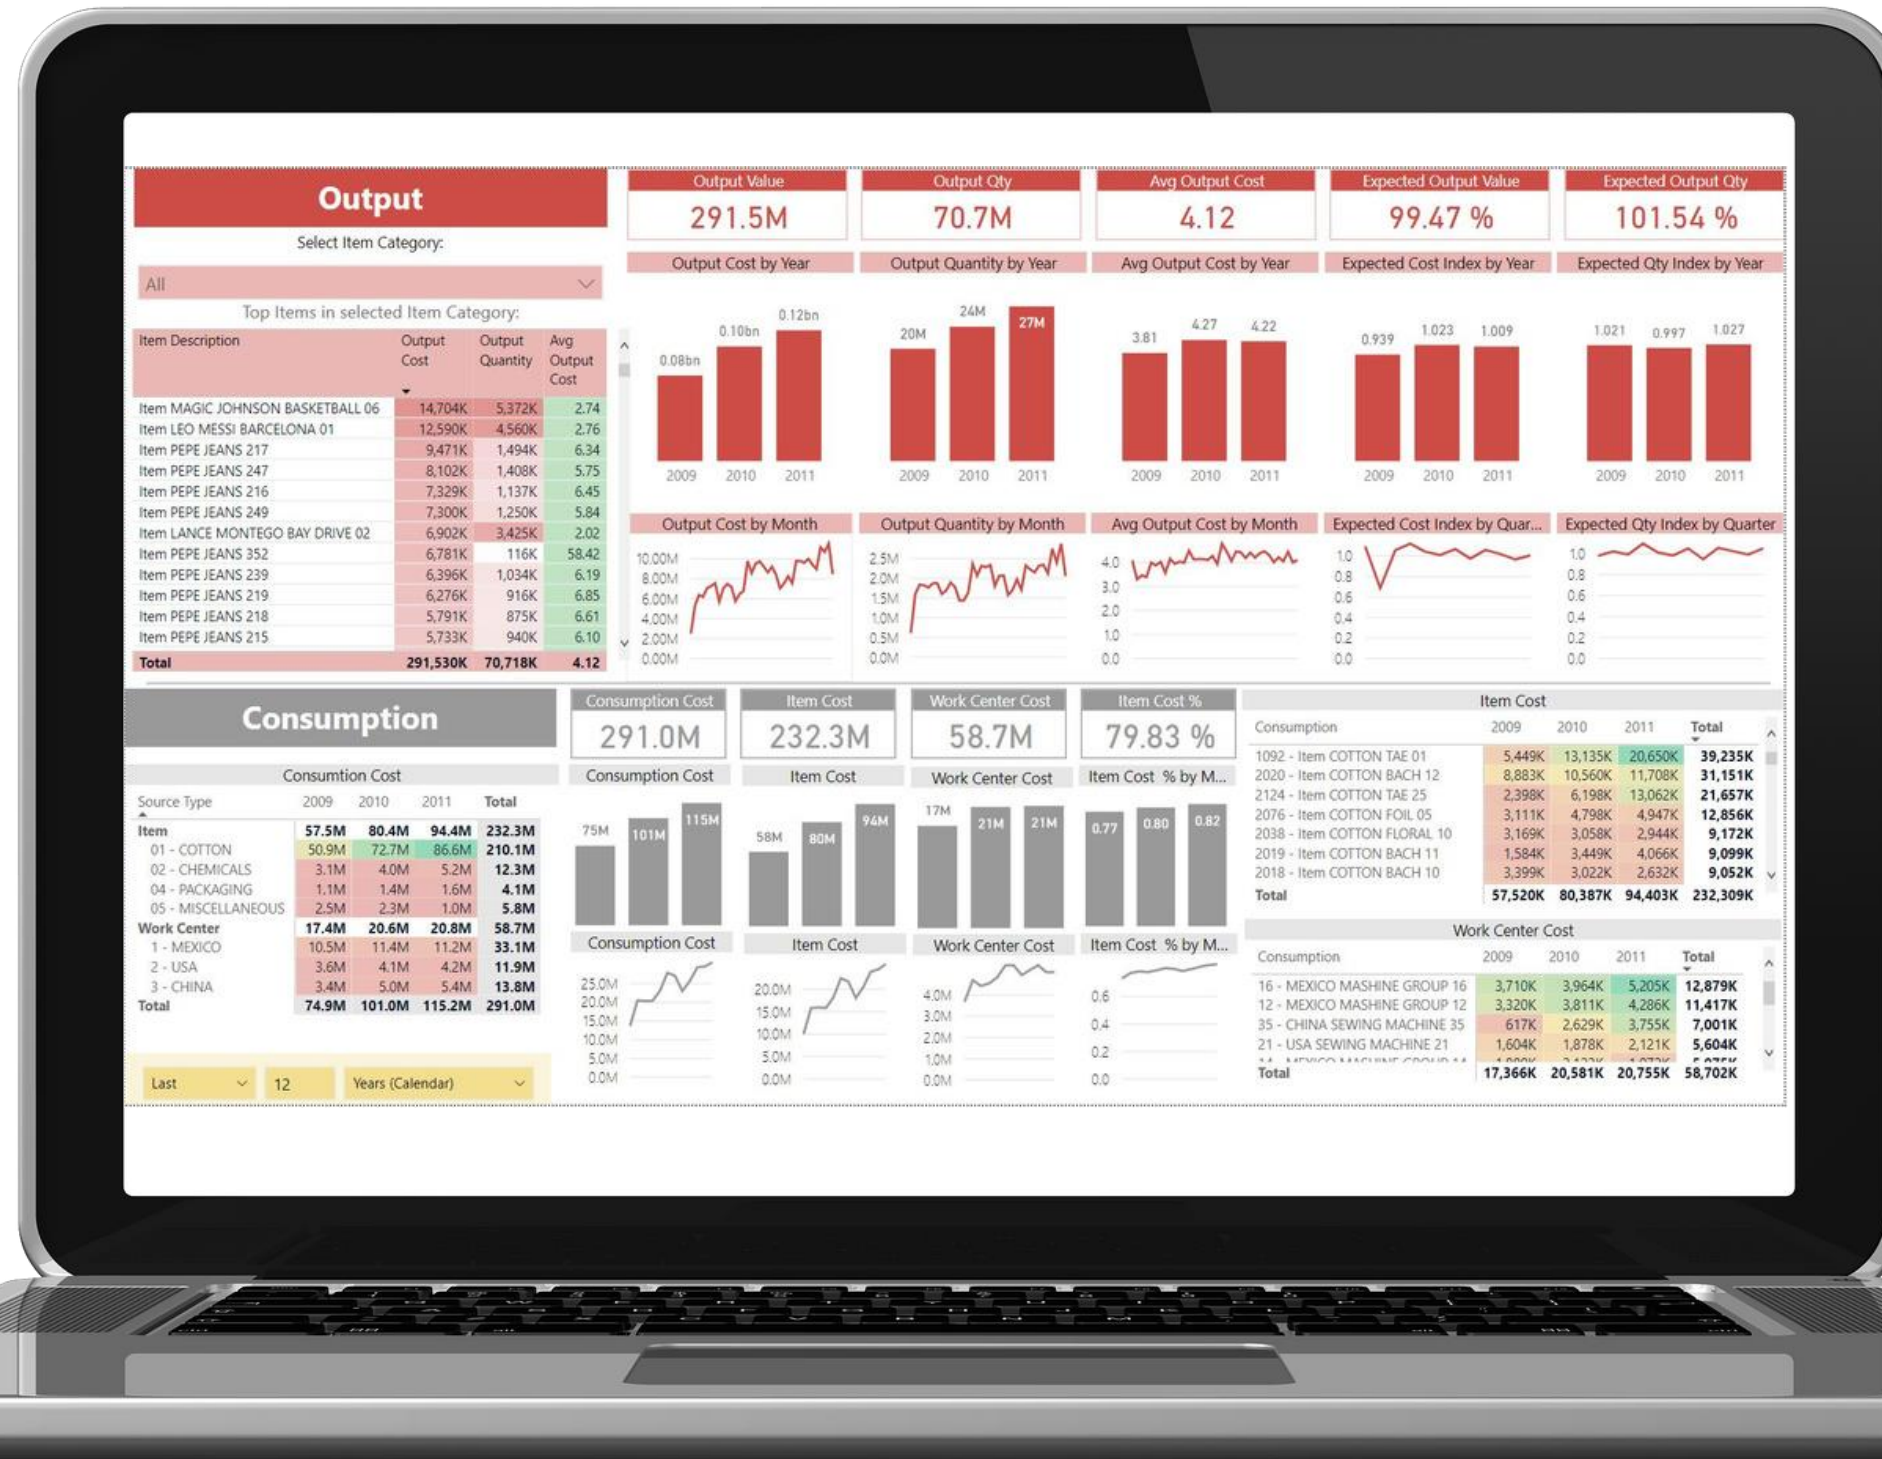 Output
Select Item Category:
All
Top Items in selected Item Category:
Item Description Output Cost Output Quantity Avg Output Cost
Item MAGIC JOHNSON BASKETBALL 06 14,704K 5,372K 2.74
Item LEO MESSI BARCELONA 01 12,590K 4,560K 2.76
Item PEPE JEANS 217 9,471K 1,494K 6.34
Item PEPE JEANS 247 8,102K 1,408K 5.75
Item PEPE JEANS 216 7,329K 1,137K 6.45
Item PEPE JEANS 249 7,300K 1,250K 5.84
Item LANCE MONTEGO BAY DRIVE 02 6,902K 3,425K 2.02
Item PEPE JEANS 352 6,781K 116K 58.42
Item PEPE JEANS 239 6,396K 1,034K 6.19
Item PEPE JEANS 219 6,276K 916K 6.85
Item PEPE JEANS 218 5,791K 875K 6.61
Item PEPE JEANS 215 5,733K 940K 6.10
Total 291,530K 70,718K 4.12
Output Value
291.5M
Output Qty
70.7M
Avg Output Cost
4.12
Expected Output Value
99.47 %
Expected Output Qty
101.54 %
Output Cost by Year
0.08bn 0.10bn 0.12bn
2009 2010 2011
Output Quantity by Year
20M 24M 27M
2009 2010 2011
Avg Output Cost by Year
3.81 4.27 4.22
2009 2010 2011
Expected Cost Index by Year
0.939 1.023 1.009
2009 2010 2011
Expected Qty Index by Year
1.021 0.997 1.027
2009 2010 2011
Output Cost by Month
10.00M
8.00M
6.00M
4.00M
2.00M
0.00M
Output Quantity by Month
2.5M
2.0M
1.5M
1.0M
0.5M
0.0M
Avg Output Cost by Month
4.0
3.0
2.0
1.0
0.0
Expected Cost Index by Quar...
1.0
0.8
0.6
0.4
0.2
0.0
Expected Qty Index by Quarter
1.0
0.8
0.6
0.4
0.2
0.0
Consumption
Consumtion Cost
Source Type 2009 2010 2011 Total
Item 57.5M 80.4M 94.4M 232.3M
01 - COTTON 50.9M 72.7M 86.6M 210.1M
02 - CHEMICALS 3.1M 4.0M 5.2M 12.3M
04 - PACKAGING 1.1M 1.4M 1.6M 4.1M
05 - MISCELLANEOUS 2.5M 2.3M 1.0M 5.8M
Work Center 17.4M 20.6M 20.8M 58.7M
1 - MEXICO 10.5M 11.4M 11.2M 33.1M
2 - USA 3.6M 4.1M 4.2M 11.9M
3 - CHINA 3.4M 5.0M 5.4M 13.8M
Total 74.9M 101.0M 115.2M 291.0M
Last 12 Years (Calendar)
Consumption Cost
291.0M
Item Cost
232.3M
Work Center Cost
58.7M
Item Cost %
79.83 %
Consumption Cost
75M 101M 115M
Item Cost
58M 80M 94M
Work Center Cost
17M 21M 21M
Item Cost % by M...
0.77 0.80 0.82
Consumption Cost
25.0M
20.0M
15.0M
10.0M
5.0M
0.0M
Item Cost
20.0M
15.0M
10.0M
5.0M
0.0M
Work Center Cost
4.0M
3.0M
2.0M
1.0M
0.0M
Item Cost % by M...
0.6
0.4
0.2
0.0
Item Cost
Consumption 2009 2010 2011 Total
1092 - Item COTTON TAE 01 5,449K 13,135K 20,650K 39,235K
2020 - Item COTTON BACH 12 8,883K 10,560K 11,708K 31,151K
2124 - Item COTTON TAE 25 2,398K 6,198K 13,062K 21,657K
2076 - Item COTTON FOIL 05 3,111K 4,798K 4,947K 12,856K
2038 - Item COTTON FLORAL 10 3,169K 3,058K 2,944K 9,172K
2019 - Item COTTON BACH 11 1,584K 3,449K 4,066K 9,099K
2018 - Item COTTON BACH 10 3,399K 3,022K 2,632K 9,052K
Total 57,520K 80,387K 94,403K 232,309K
Work Center Cost
Consumption 2009 2010 2011 Total
16 - MEXICO MASHINE GROUP 16 3,710K 3,964K 5,205K 12,879K
12 - MEXICO MASHINE GROUP 12 3,320K 3,811K 4,286K 11,417K
35 - CHINA SEWING MACHINE 35 617K 2,629K 3,755K 7,001K
21 - USA SEWING MACHINE 21 1,604K 1,878K 2,121K 5,604K
Total 17,366K 20,581K 20,755K 58,702K